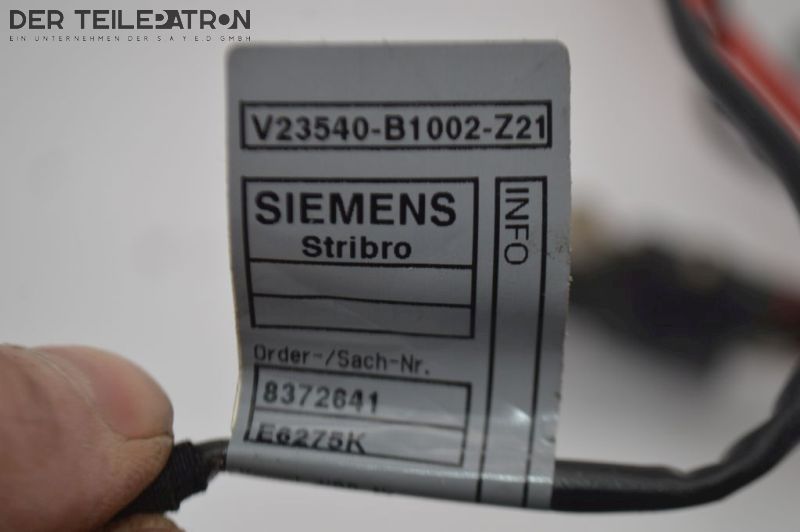 DER TEILEPATRON
EIN UNTERNEHMEN DER S A Y E.D GMBH
V23540-B1002-Z21
SIEMENS
Stribro
INFO
Order-/Sach-Nr.
8372641
E6275K